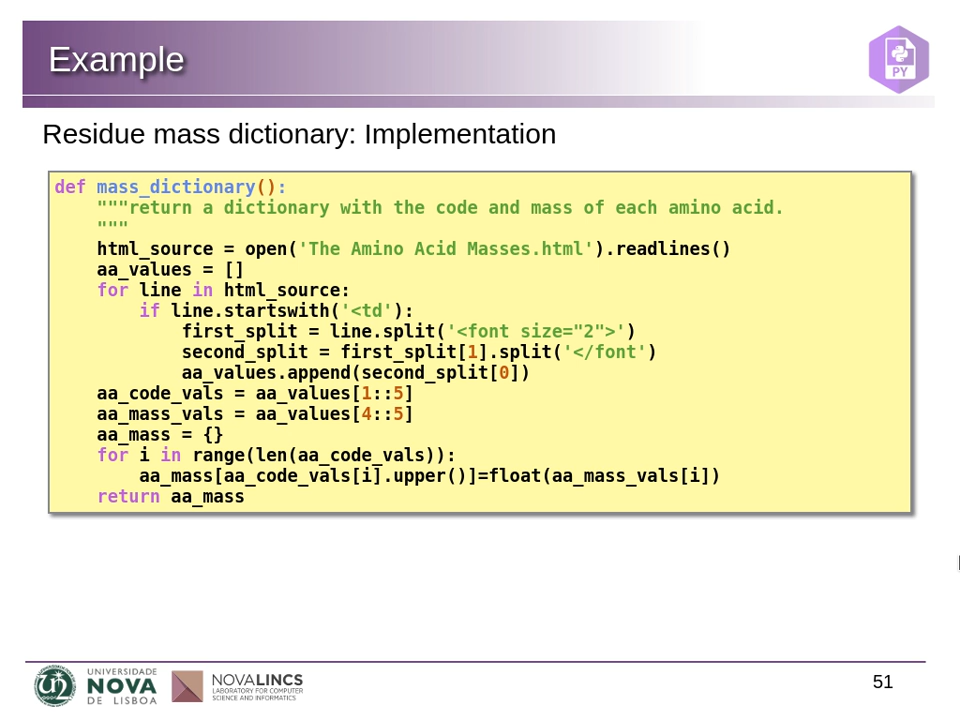 Example
PY
Residue mass dictionary: Implementation
def mass_dictionary():
    """return a dictionary with the code and mass of each amino acid.
    """
    html_source = open('The Amino Acid Masses.html').readlines()
    aa_values = []
    for line in html_source:
        if line.startswith('<td'):
            first_split = line.split('<font size="2">')
            second_split = first_split[1].split('</font')
            aa_values.append(second_split[0])
    aa_code_vals = aa_values[1::5]
    aa_mass_vals = aa_values[4::5]
    aa_mass = {}
    for i in range(len(aa_code_vals)):
        aa_mass[aa_code_vals[i].upper()]=float(aa_mass_vals[i])
    return aa_mass
UNIVERSIDADE
NOVA
DE LISBOA
NOVALINCS
LABORATORY FOR COMPUTER
SCIENCE AND INFORMATICS
51